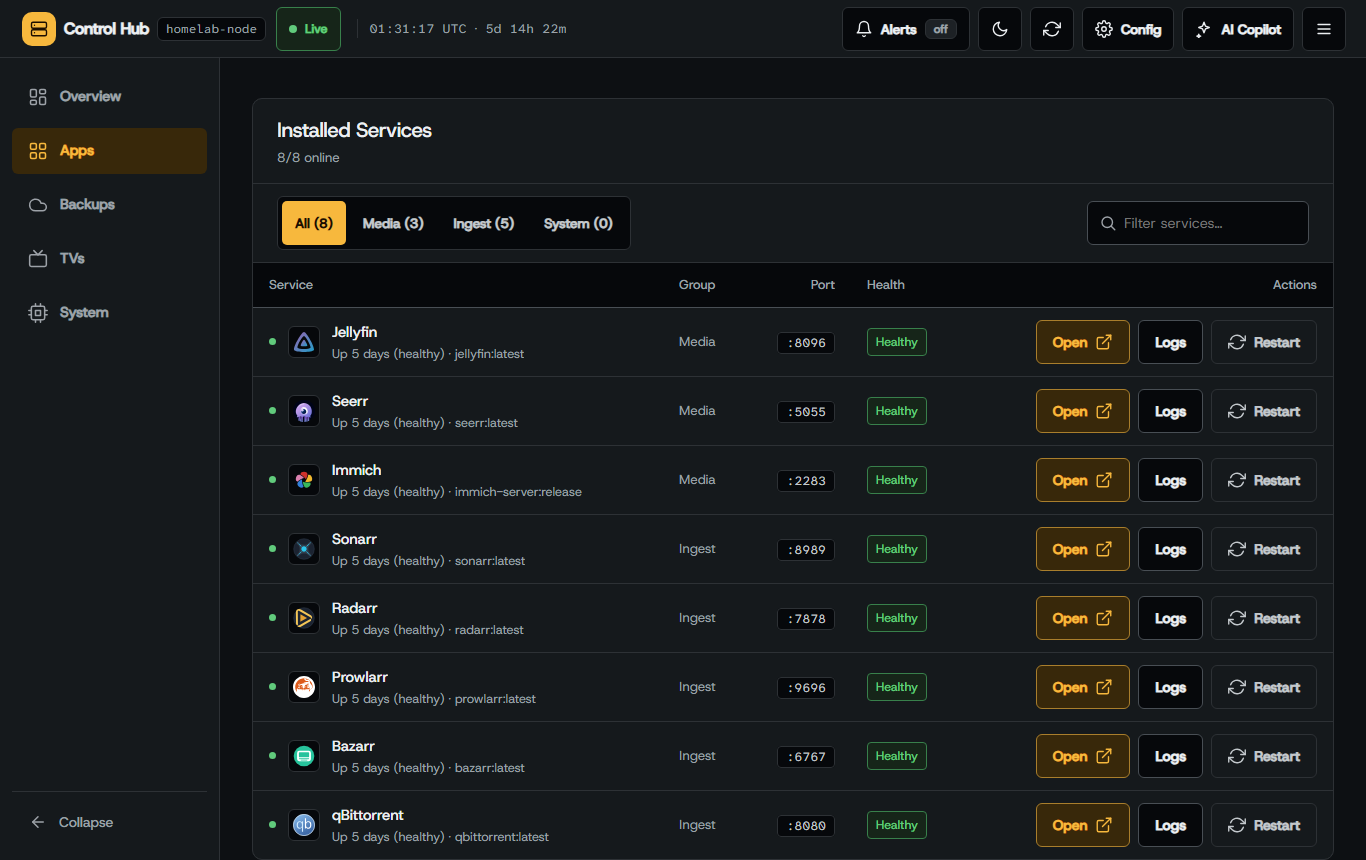 Control Hub homelab-node Live 01:31:17 UTC · 5d 14h 22m Alerts off Config AI Copilot
Overview
Apps
Backups
TVs
System
Collapse
Installed Services
8/8 online
All (8) Media (3) Ingest (5) System (0) Filter services...
Service Group Port Health Actions
Jellyfin
Up 5 days (healthy) · jellyfin:latest
Media :8096 Healthy Open Logs Restart
Seerr
Up 5 days (healthy) · seerr:latest
Media :5055 Healthy Open Logs Restart
Immich
Up 5 days (healthy) · immich-server:release
Media :2283 Healthy Open Logs Restart
Sonarr
Up 5 days (healthy) · sonarr:latest
Ingest :8989 Healthy Open Logs Restart
Radarr
Up 5 days (healthy) · radarr:latest
Ingest :7878 Healthy Open Logs Restart
Prowlarr
Up 5 days (healthy) · prowlarr:latest
Ingest :9696 Healthy Open Logs Restart
Bazarr
Up 5 days (healthy) · bazarr:latest
Ingest :6767 Healthy Open Logs Restart
qb
qBittorrent
Up 5 days (healthy) · qbittorrent:latest
Ingest :8080 Healthy Open Logs Restart